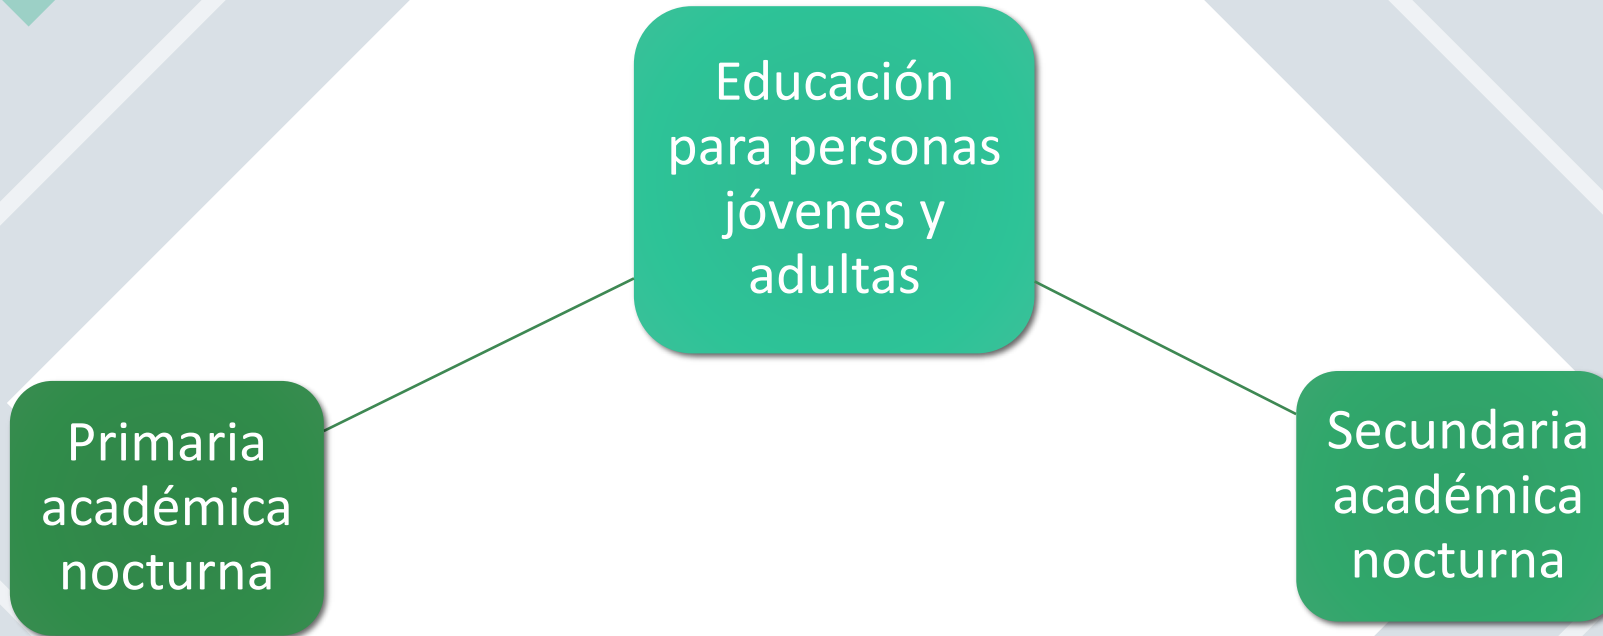 Educación
para personas
jóvenes y
adultas
Primaria
académica
nocturna
Secundaria
académica
nocturna